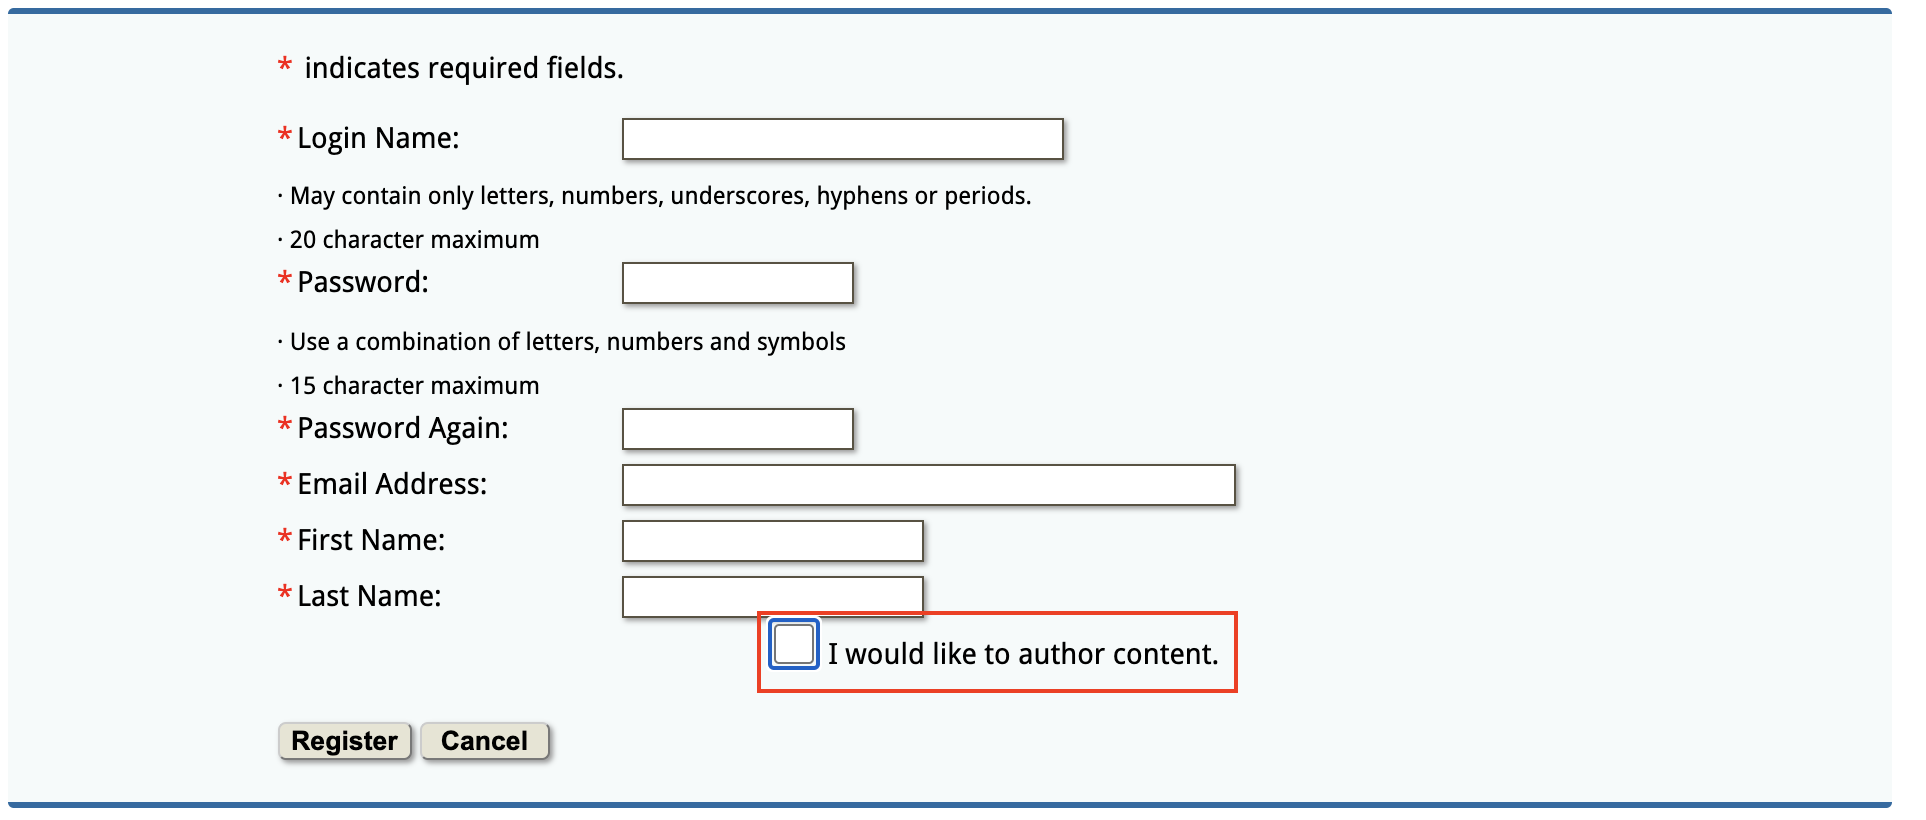 * indicates required fields.
* Login Name:
· May contain only letters, numbers, underscores, hyphens or periods.
· 20 character maximum
* Password:
· Use a combination of letters, numbers and symbols
· 15 character maximum
* Password Again:
* Email Address:
* First Name:
* Last Name:
I would like to author content.
Register Cancel